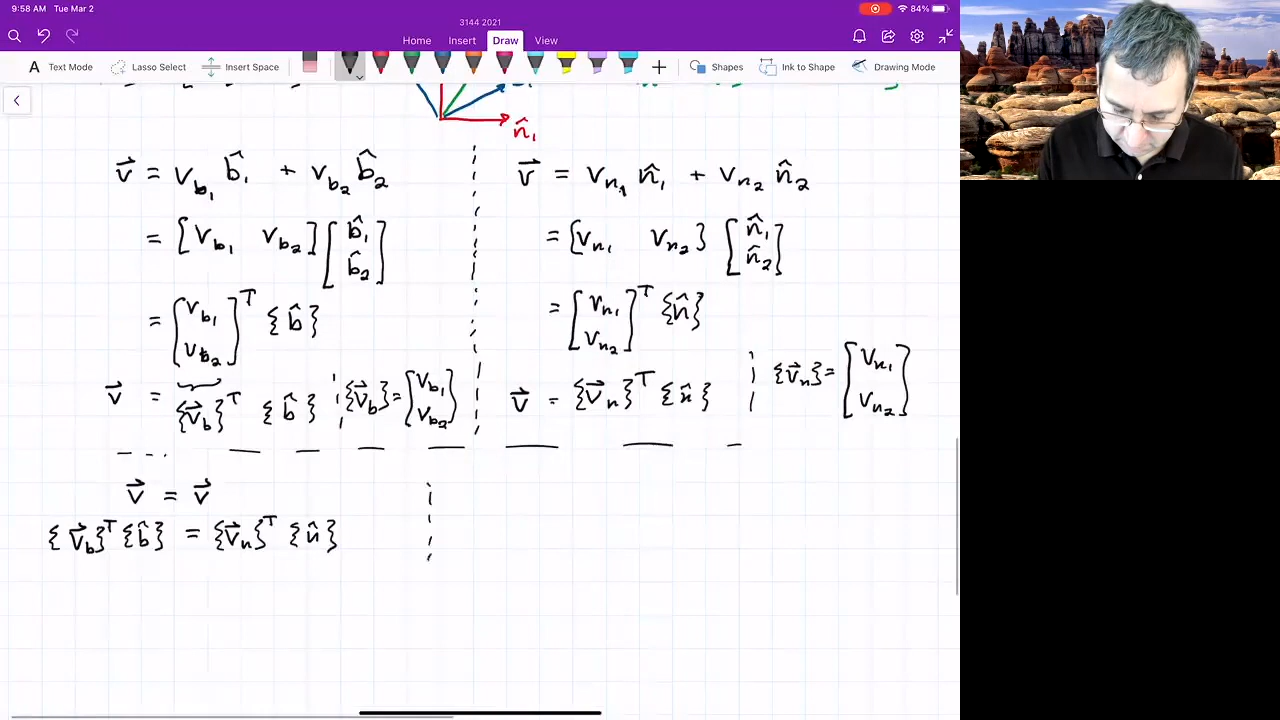 9:58 AM Tue Mar 2
84%
3144 2021
Home Insert Draw View
Text Mode Lasso Select Insert Space Shapes Ink to Shape Drawing Mode
n̂₁
v⃗ = v_b₁ b̂₁ + v_b₂ b̂₂
= [v_b₁ v_b₂] [b̂₁ b̂₂]
= [v_b₁ v_b₂]ᵀ {b̂}
v⃗ = {v⃗_b}ᵀ {b̂} {v⃗_b} = [v_b₁ v_b₂]
v⃗ = v_n₁ n̂₁ + v_n₂ n̂₂
= [v_n₁ v_n₂] [n̂₁ n̂₂]
= [v_n₁ v_n₂]ᵀ {n̂}
v⃗ = {v⃗_n}ᵀ {n̂} {v⃗_n} = [v_n₁ v_n₂]
v⃗ = v⃗
{v⃗_b}ᵀ {b̂} = {v⃗_n}ᵀ {n̂}